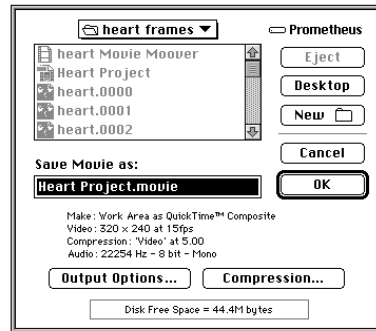 heart frames
Prometheus
heart Movie Moover
Heart Project
heart.0000
heart.0001
heart.0002
Eject
Desktop
New
Save Movie as:
Cancel
Heart Project.movie
OK
Make: Work Area as QuickTime™ Composite
Video: 320 x 240 at 15fps
Compression: 'Video' at 5.00
Audio: 22254 Hz - 8 bit - Mono
Output Options... Compression...
Disk Free Space = 44.4M bytes